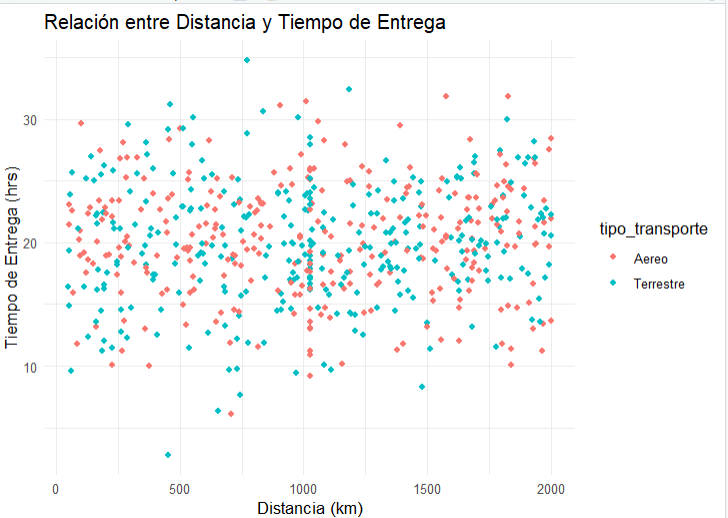 Relación entre Distancia y Tiempo de Entrega
Tiempo de Entrega (hrs)
30
20
10
0
500
1000
1500
2000
Distancia (km)
tipo_transporte
Aereo
Terrestre